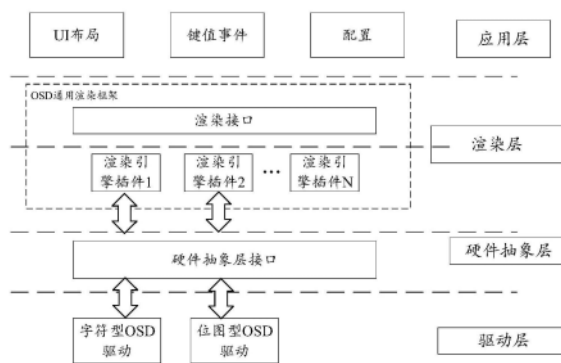 UI布局 键值事件 配置 应用层
OSD通用渲染框架
渲染接口
渲染层
渲染引
擎插件1
渲染引
擎插件2
…
渲染引
擎插件N
硬件抽象层接口
硬件抽象层
字符型OSD
驱动
位图型OSD
驱动
驱动层